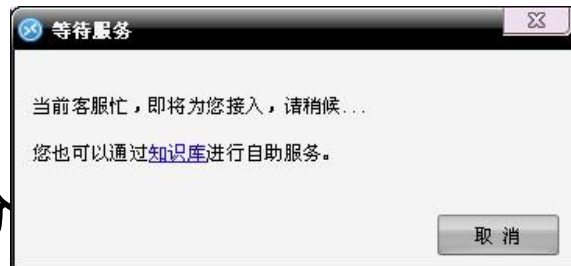 等待服务
当前客服忙，即将为您接入，请稍候...
您也可以通过知识库进行自助服务。
取 消